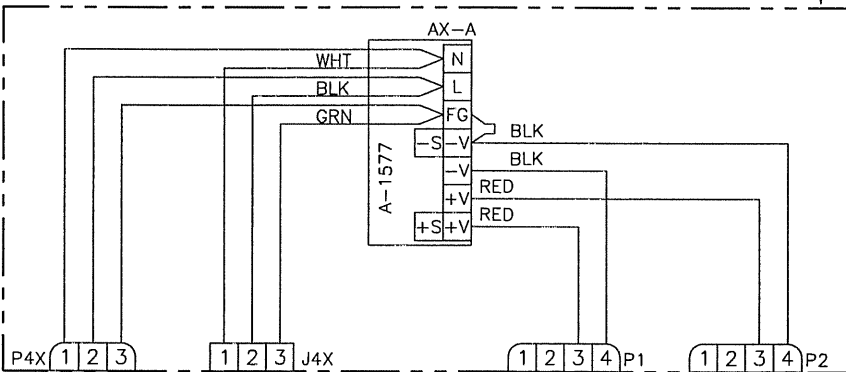 AX-A
N
WHT
L
BLK
FG
GRN
BLK
-S -V
BLK
-V
A-1577
RED
+V
RED
+S +V
P4X 1 2 3
1 2 3 J4X
1 2 3 4 P1
1 2 3 4 P2